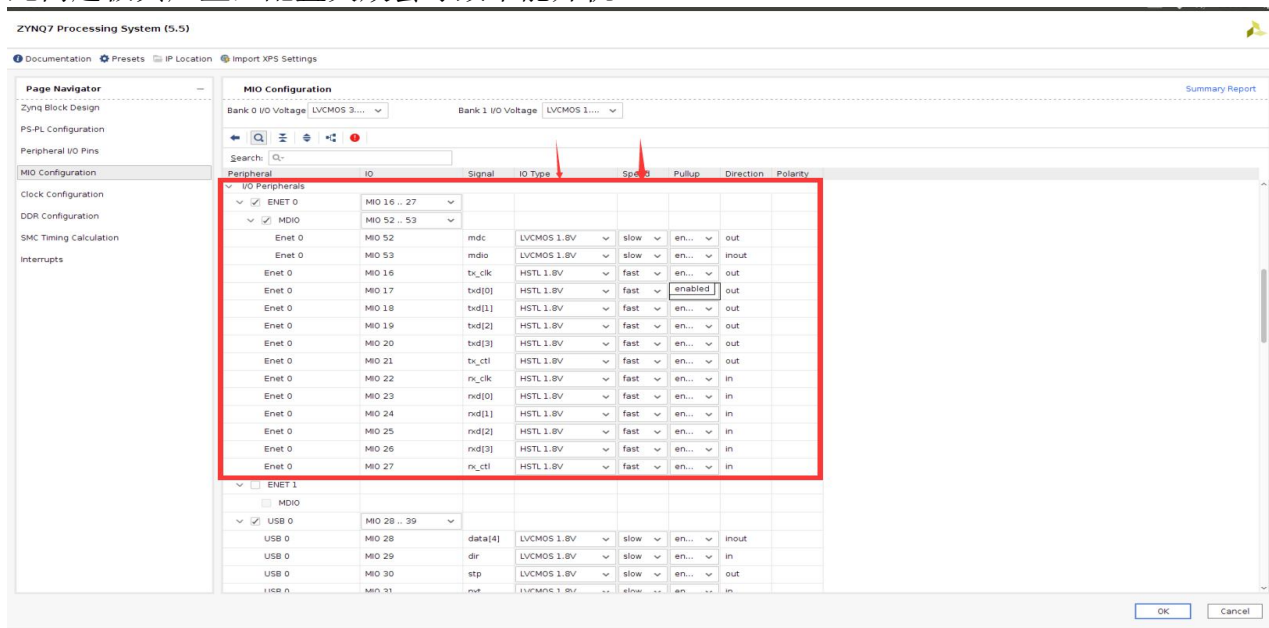 ZYNQ7 Processing System (5.5)
Documentation Presets IP Location Import XPS Settings
Page Navigator
Zynq Block Design
PS-PL Configuration
Peripheral I/O Pins
MIO Configuration
Clock Configuration
DDR Configuration
SMC Timing Calculation
Interrupts
MIO Configuration
Summary Report
Bank 0 I/O Voltage LVCMOS 3.... Bank 1 I/O Voltage LVCMOS 1....
Search: Q-
Peripheral IO Signal IO Type Speed Pullup Direction Polarity
I/O Peripherals
ENET 0 MIO 16 .. 27
MDIO MIO 52 .. 53
Enet 0 MIO 52 mdc LVCMOS 1.8V slow en... out
Enet 0 MIO 53 mdio LVCMOS 1.8V slow en... inout
Enet 0 MIO 16 tx_clk HSTL 1.8V fast en... out
Enet 0 MIO 17 txd[0] HSTL 1.8V fast enabled out
Enet 0 MIO 18 txd[1] HSTL 1.8V fast en... out
Enet 0 MIO 19 txd[2] HSTL 1.8V fast en... out
Enet 0 MIO 20 txd[3] HSTL 1.8V fast en... out
Enet 0 MIO 21 tx_ctl HSTL 1.8V fast en... out
Enet 0 MIO 22 rx_clk HSTL 1.8V fast en... in
Enet 0 MIO 23 rxd[0] HSTL 1.8V fast en... in
Enet 0 MIO 24 rxd[1] HSTL 1.8V fast en... in
Enet 0 MIO 25 rxd[2] HSTL 1.8V fast en... in
Enet 0 MIO 26 rxd[3] HSTL 1.8V fast en... in
Enet 0 MIO 27 rx_ctl HSTL 1.8V fast en... in
ENET 1
MDIO
USB 0 MIO 28 .. 39
USB 0 MIO 28 data[4] LVCMOS 1.8V slow en... inout
USB 0 MIO 29 dir LVCMOS 1.8V slow en... in
USB 0 MIO 30 stp LVCMOS 1.8V slow en... out
USB 0 MIO 31 nxt LVCMOS 1.8V slow en... in
OK Cancel